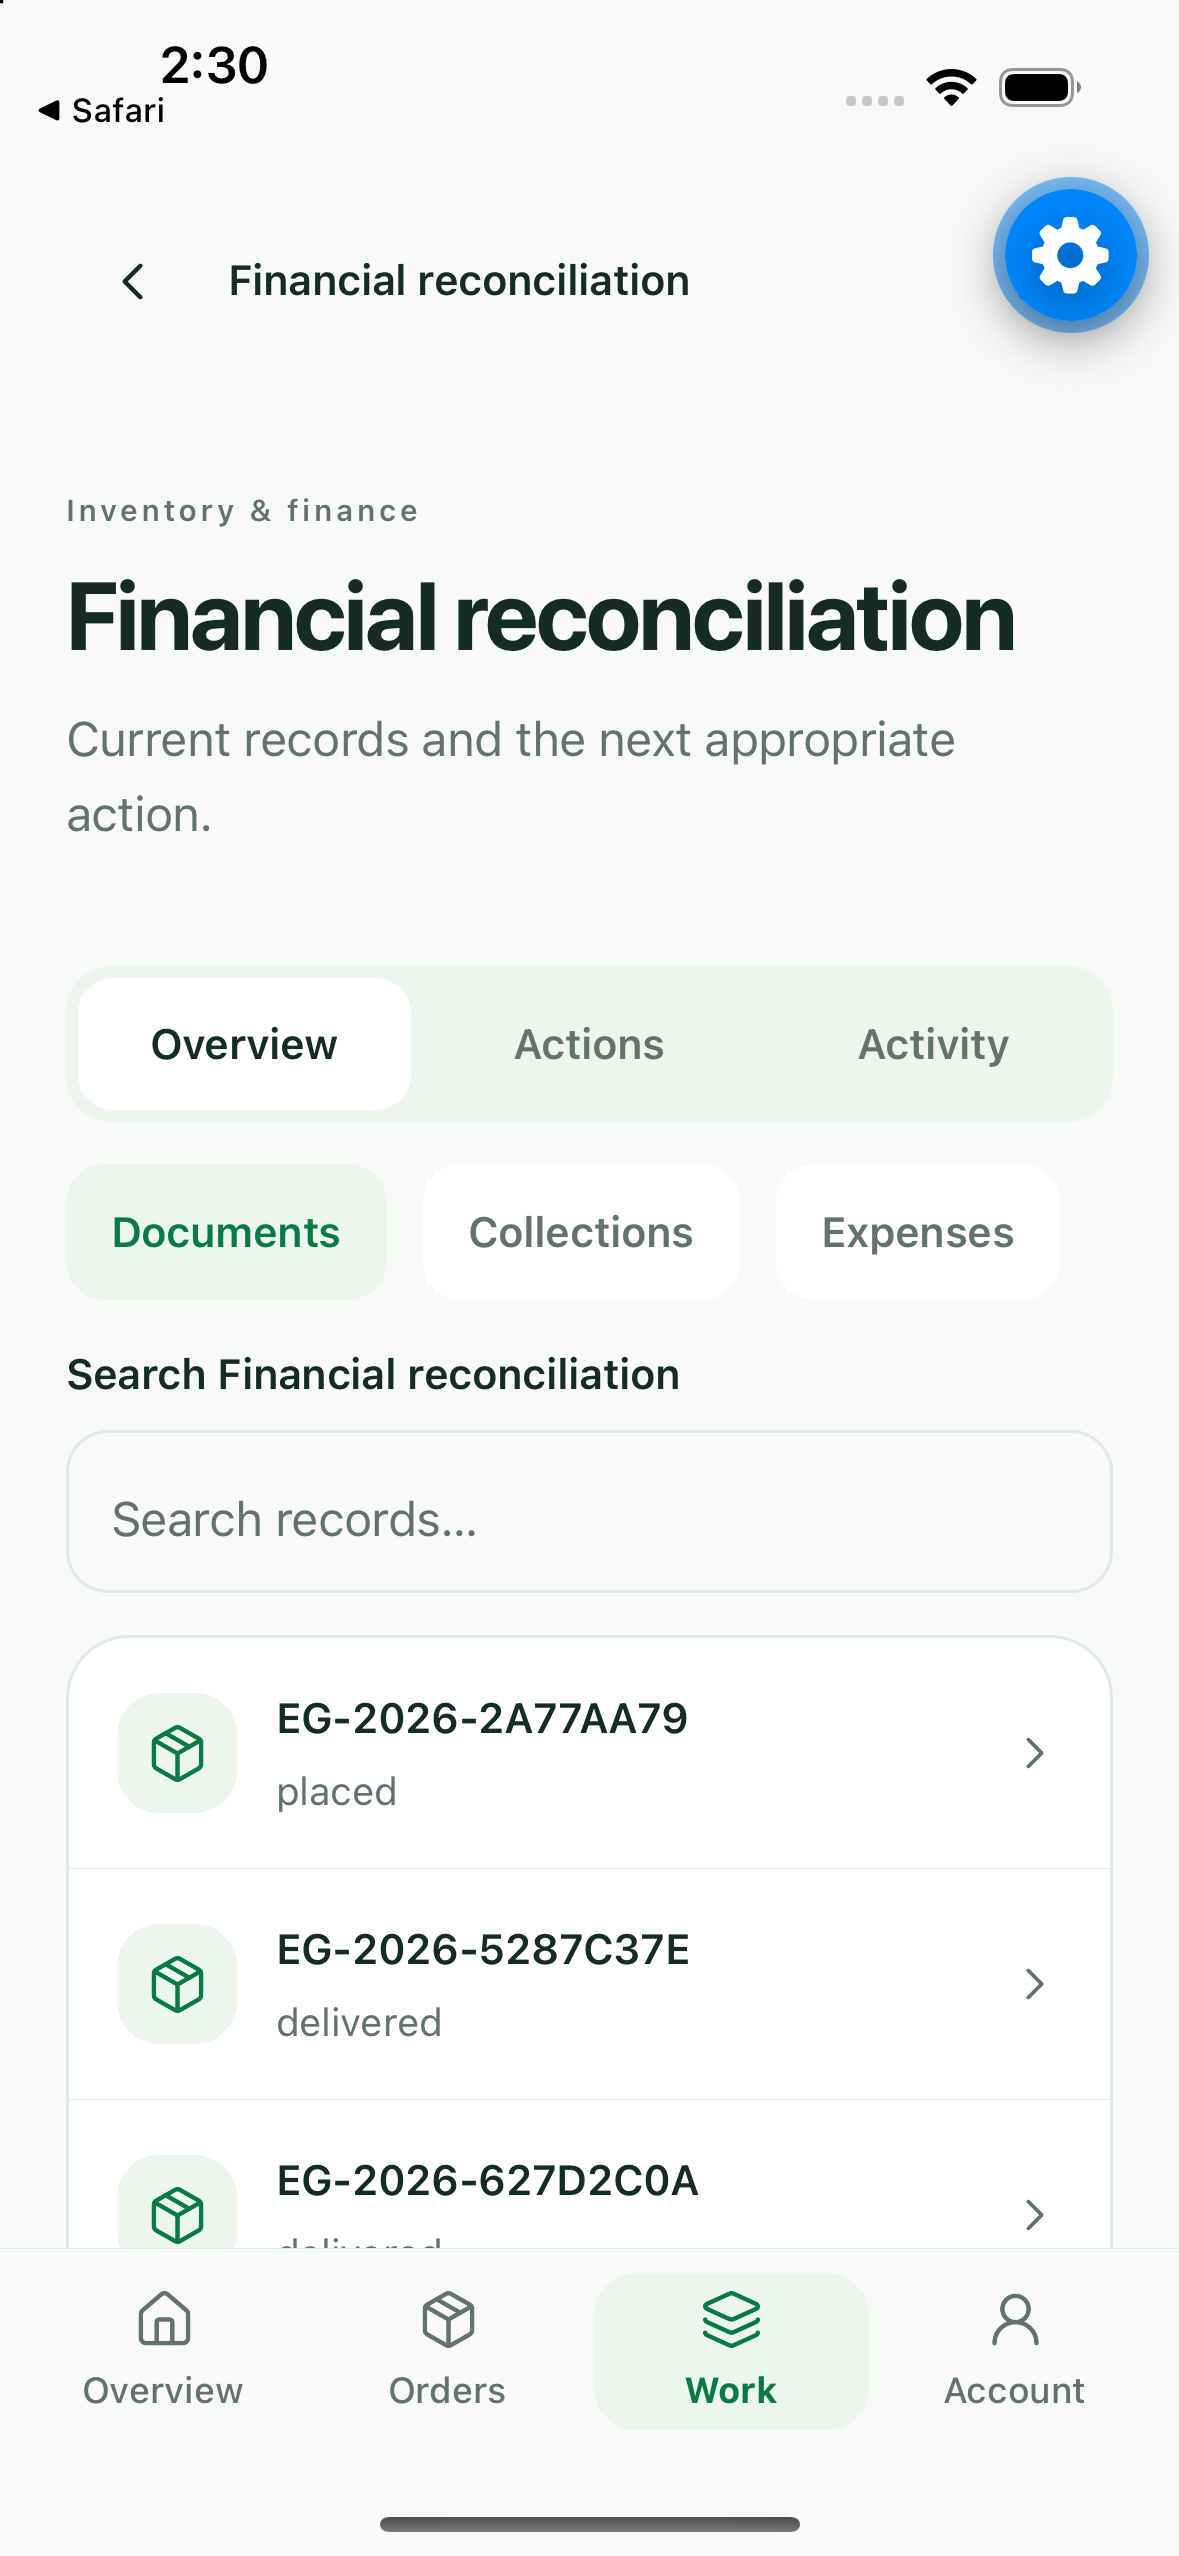 2:30
Safari
Financial reconciliation
Inventory & finance
Financial reconciliation
Current records and the next appropriate
action.
Overview
Actions
Activity
Documents
Collections
Expenses
Search Financial reconciliation
Search records...
EG-2026-2A77AA79
placed
EG-2026-5287C37E
delivered
EG-2026-627D2C0A
delivered
Overview
Orders
Work
Account